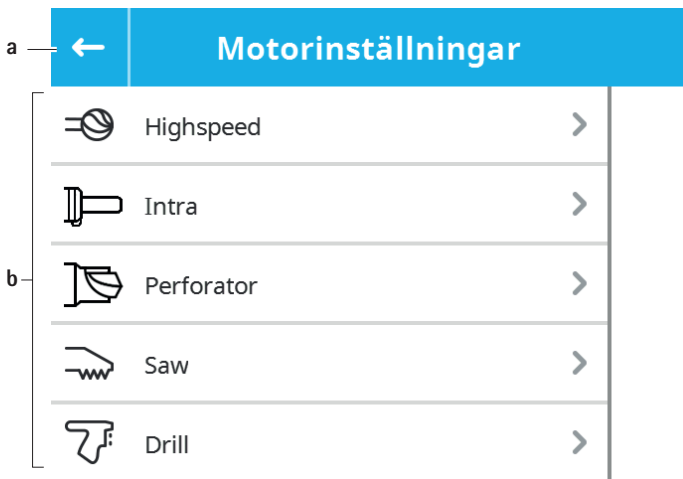 a
Motorinställningar
b
Highspeed
Intra
Perforator
Saw
Drill